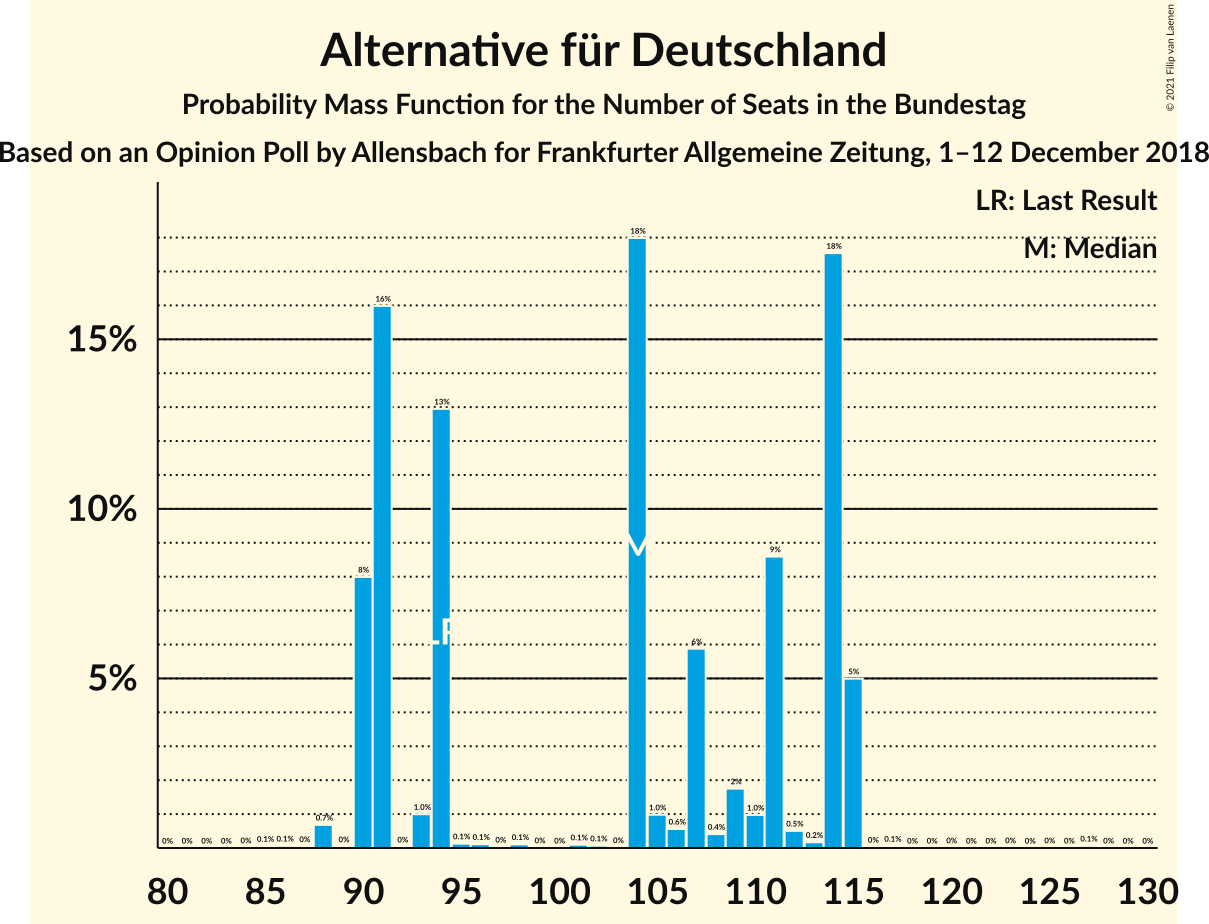 Alternative für Deutschland
Probability Mass Function for the Number of Seats in the Bundestag
Based on an Opinion Poll by Allensbach for Frankfurter Allgemeine Zeitung, 1–12 December 2018
© 2021 Filip van Laenen
LR: Last Result
M: Median
15%
10%
5%
0% 0% 0% 0% 0% 0.1% 0.1% 0% 0.7% 0% 8% 16% 0% 1.0% 13% 0.1% 0.1% 0% 0.1% 0% 0% 0.1% 0.1% 0% 18% 1.0% 0.6% 6% 0.4% 2% 1.0% 9% 0.5% 0.2% 18% 5% 0% 0.1% 0% 0% 0% 0% 0% 0% 0% 0% 0% 0.1% 0% 0% 0%
LR
M
80 85 90 95 100 105 110 115 120 125 130